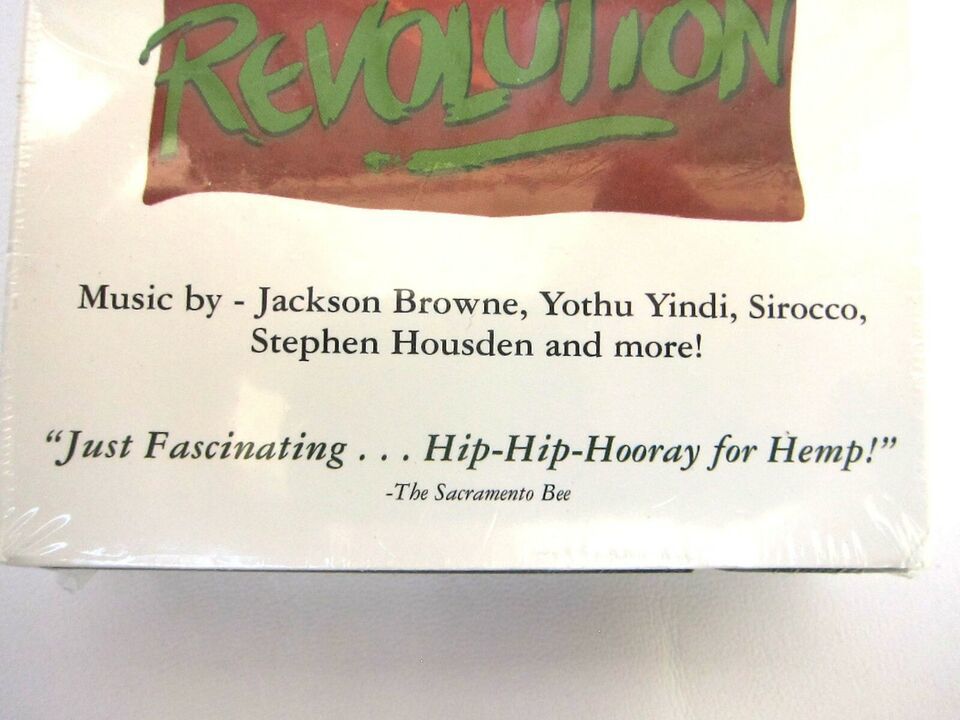 REVOLUTION
Music by - Jackson Browne, Yothu Yindi, Sirocco,
Stephen Housden and more!
“Just Fascinating . . . Hip-Hip-Hooray for Hemp!”
-The Sacramento Bee